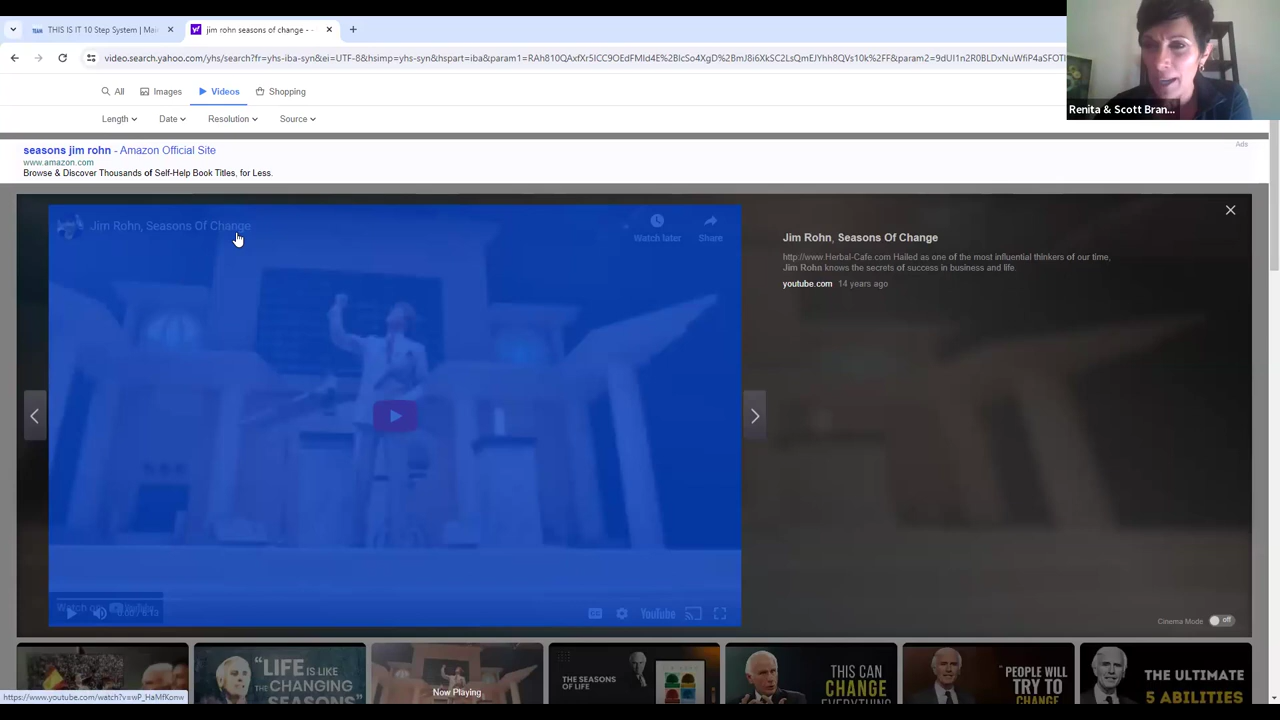 THIS IS IT 10 Step System | Mai
jim rohn seasons of change -
video.search.yahoo.com/yhs/search?fr=yhs-iba-syn&ei=UTF-8&hsimp=yhs-syn&hspart=iba&param1=
Renita & Scott Bran...
All
Images
Videos
Shopping
Length
Date
Resolution
Source
seasons jim rohn - Amazon Official Site
Ads
www.amazon.com
Browse & Discover Thousands of Self-Help Book Titles, for Less.
Jim Rohn, Seasons Of Change
Watch later
Share
Jim Rohn, Seasons Of Change
http://www Herbal-Cafe.com Hailed as one of the most influential thinkers of our time,
Jim Rohn knows the secrets of success in business and life.
youtube.com 14 years ago
Watch on
YouTube
Cinema Mode
off
"LIFE IS LIKE
THE CHANGING
SEASONS"
Now Playing
THE SEASONS
OF LIFE
THIS CAN
CHANGE
EVERYTHING
"PEOPLE WILL
TRY TO
CHANGE
THE ULTIMATE
5 ABILITIES
https://www.youtube.com/watch?v=wP_HaMfKonw